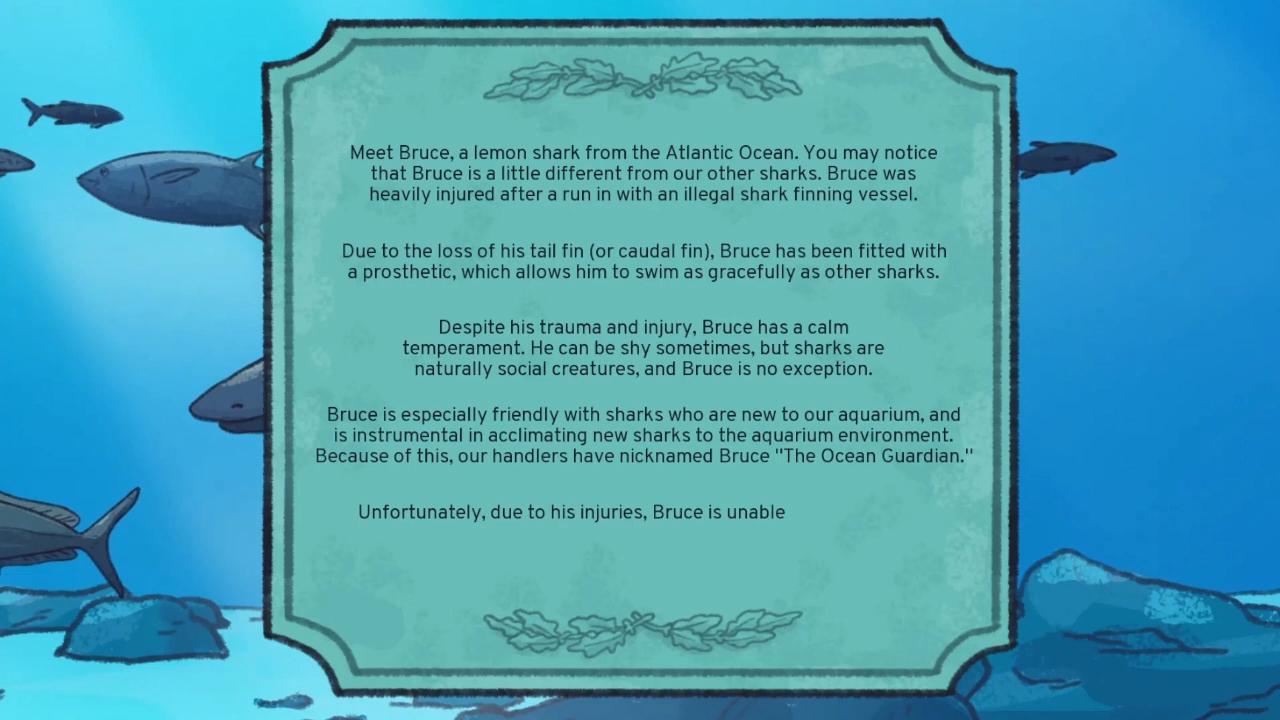 Meet Bruce, a lemon shark from the Atlantic Ocean. You may notice
that Bruce is a little different from our other sharks. Bruce was
heavily injured after a run in with an illegal shark finning vessel.
Due to the loss of his tail fin (or caudal fin), Bruce has been fitted with
a prosthetic, which allows him to swim as gracefully as other sharks.
Despite his trauma and injury, Bruce has a calm
temperament. He can be shy sometimes, but sharks are
naturally social creatures, and Bruce is no exception.
Bruce is especially friendly with sharks who are new to our aquarium, and
is instrumental in acclimating new sharks to the aquarium environment.
Because of this, our handlers have nicknamed Bruce "The Ocean Guardian."
Unfortunately, due to his injuries, Bruce is unable